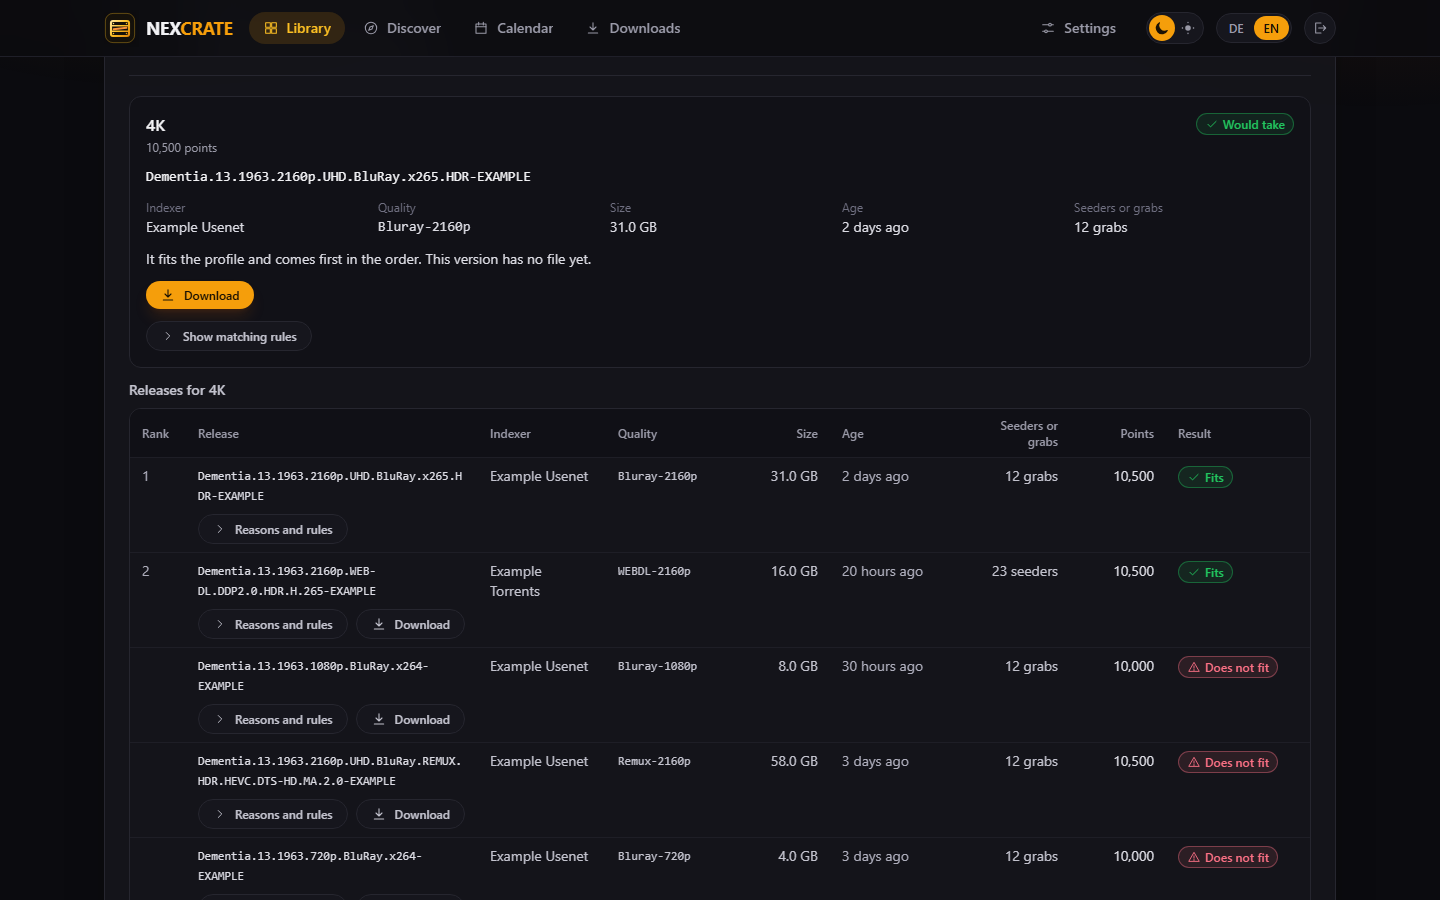 NEXCRATE Library Discover Calendar Downloads Settings DE EN
4K Would take
10,500 points
Dementia.13.1963.2160p.UHD.BluRay.x265.HDR-EXAMPLE
Indexer Quality Size Age Seeders or grabs
Example Usenet Bluray-2160p 31.0 GB 2 days ago 12 grabs
It fits the profile and comes first in the order. This version has no file yet.
Download
Show matching rules
Releases for 4K
Rank Release Indexer Quality Size Age Seeders or grabs Points Result
1 Dementia.13.1963.2160p.UHD.BluRay.x265.H Example Usenet Bluray-2160p 31.0 GB 2 days ago 12 grabs 10,500 Fits
DR-EXAMPLE
Reasons and rules
2 Dementia.13.1963.2160p.WEB- Example WEBDL-2160p 16.0 GB 20 hours ago 23 seeders 10,500 Fits
DL.DDP2.0.HDR.H.265-EXAMPLE Torrents
Reasons and rules Download
Dementia.13.1963.1080p.BluRay.x264- Example Usenet Bluray-1080p 8.0 GB 30 hours ago 12 grabs 10,000 Does not fit
EXAMPLE
Reasons and rules Download
Dementia.13.1963.2160p.UHD.BluRay.REMUX. Example Usenet Remux-2160p 58.0 GB 3 days ago 12 grabs 10,500 Does not fit
HDR.HEVC.DTS-HD.MA.2.0-EXAMPLE
Reasons and rules Download
Dementia.13.1963.720p.BluRay.x264- Example Usenet Bluray-720p 4.0 GB 3 days ago 12 grabs 10,000 Does not fit
EXAMPLE